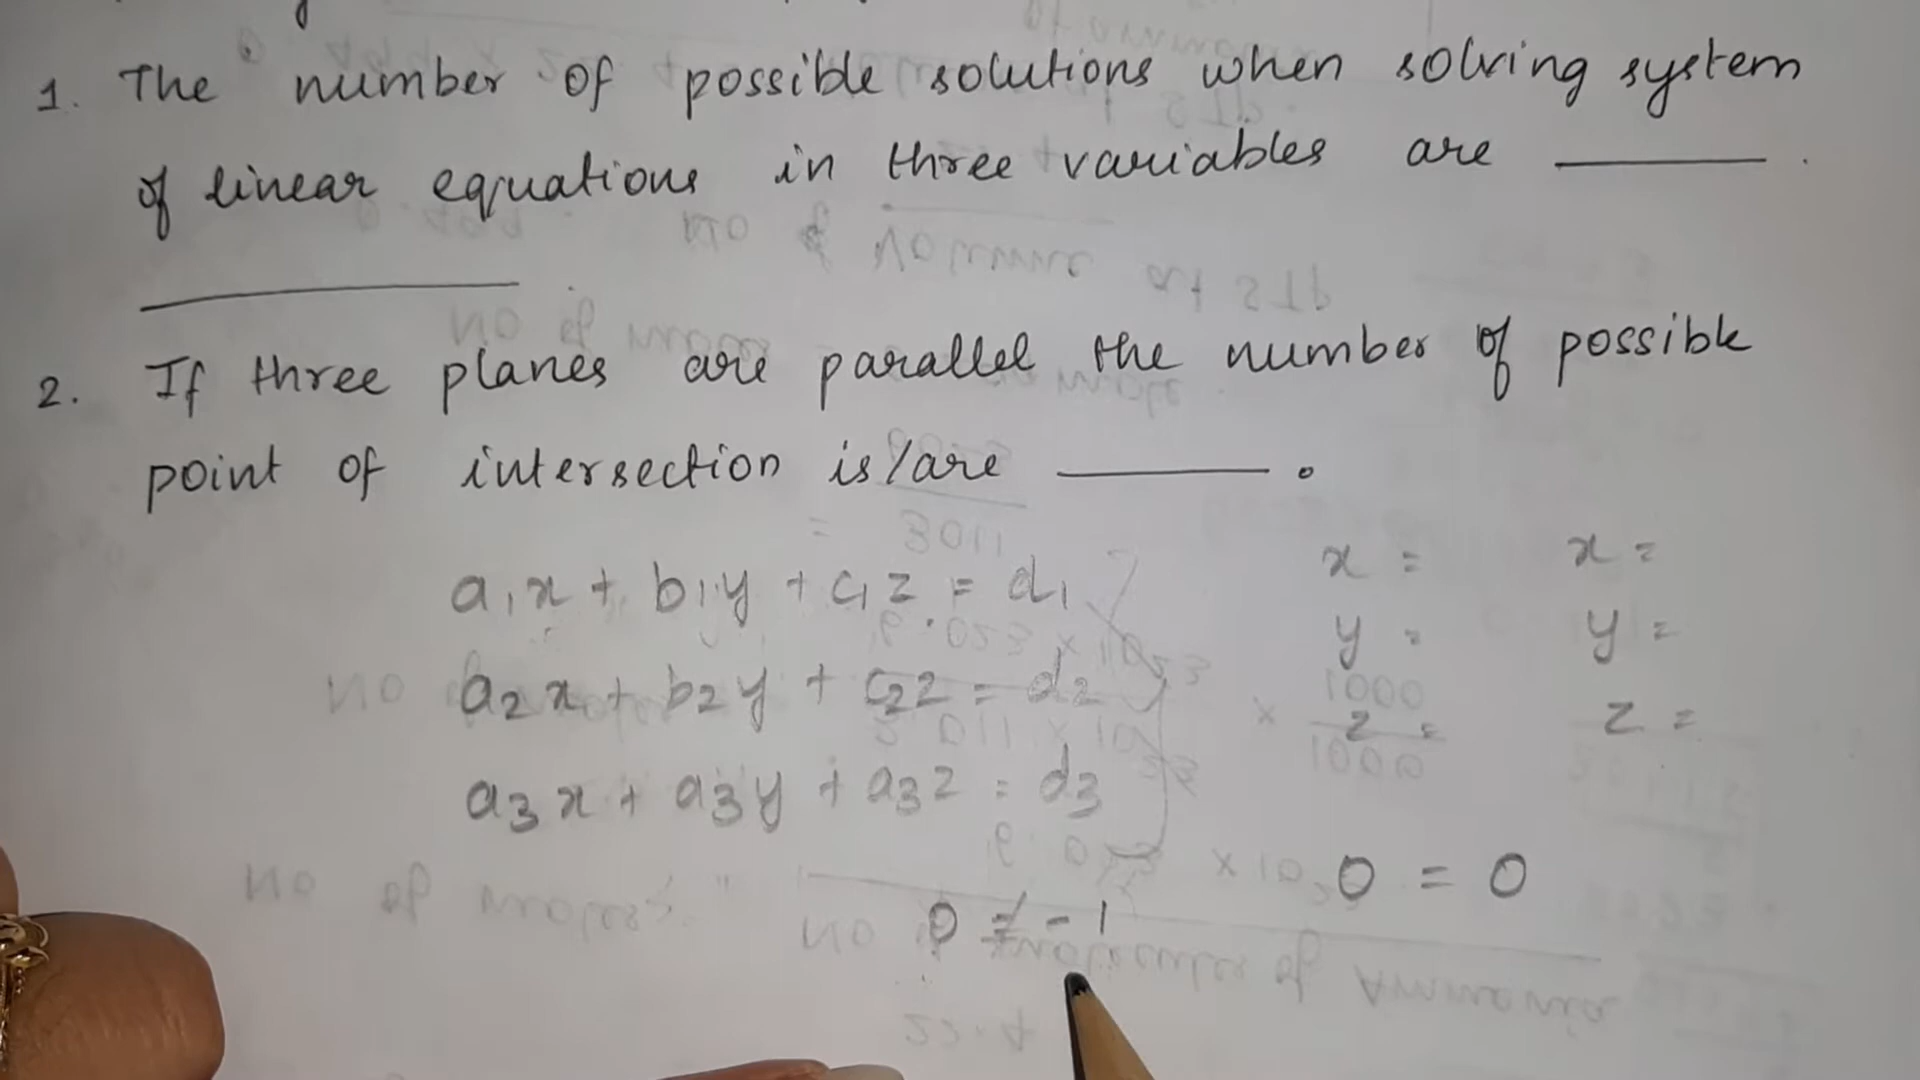 1. The number of possible solutions when solving system
of linear equations in three variables are ______ .
______ .
2. If three planes are parallel the number of possible
point of intersection is/are ______ .
a₁x + b₁y + c₁z = d₁ x = x =
y = y =
a₂x + b₂y + c₂z = d₂ z = z =
a₃x + a₃y + a₃z = d₃
0 = 0
0 ≠ -1